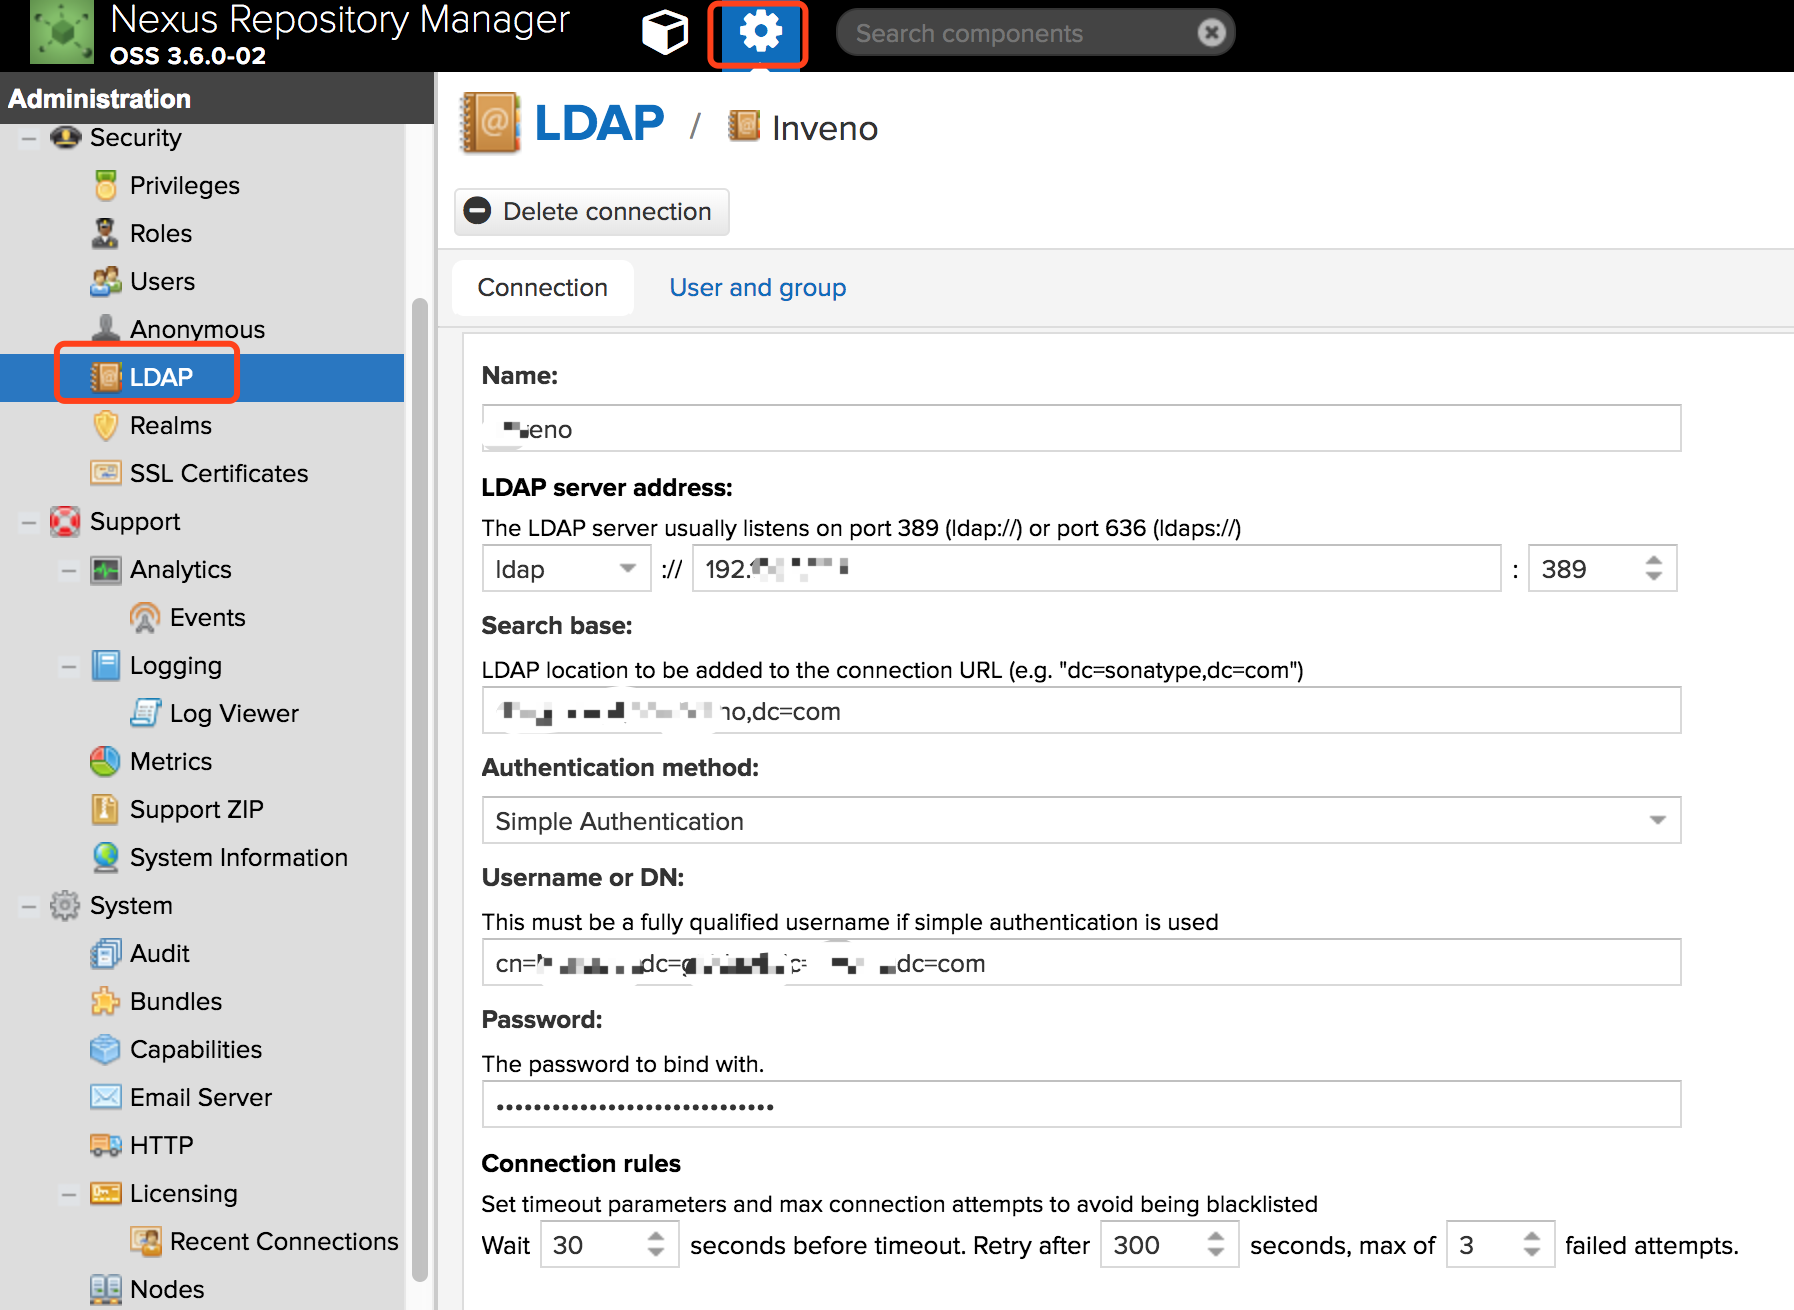 Nexus Repository Manager
OSS 3.6.0-02
Search components
Administration
Security
Privileges
Roles
Users
Anonymous
LDAP
Realms
SSL Certificates
Support
Analytics
Events
Logging
Log Viewer
Metrics
Support ZIP
System Information
System
Audit
Bundles
Capabilities
Email Server
HTTP
Licensing
Recent Connections
Nodes
LDAP / Inveno
Delete connection
Connection User and group
Name:
eno
LDAP server address:
The LDAP server usually listens on port 389 (ldap://) or port 636 (ldaps://)
ldap :// 192. : 389
Search base:
LDAP location to be added to the connection URL (e.g. "dc=sonatype,dc=com")
no,dc=com
Authentication method:
Simple Authentication
Username or DN:
This must be a fully qualified username if simple authentication is used
cn= dc= dc=com
Password:
The password to bind with.
••••••••••••••••••••••••••••••
Connection rules
Set timeout parameters and max connection attempts to avoid being blacklisted
Wait 30 seconds before timeout. Retry after 300 seconds, max of 3 failed attempts.